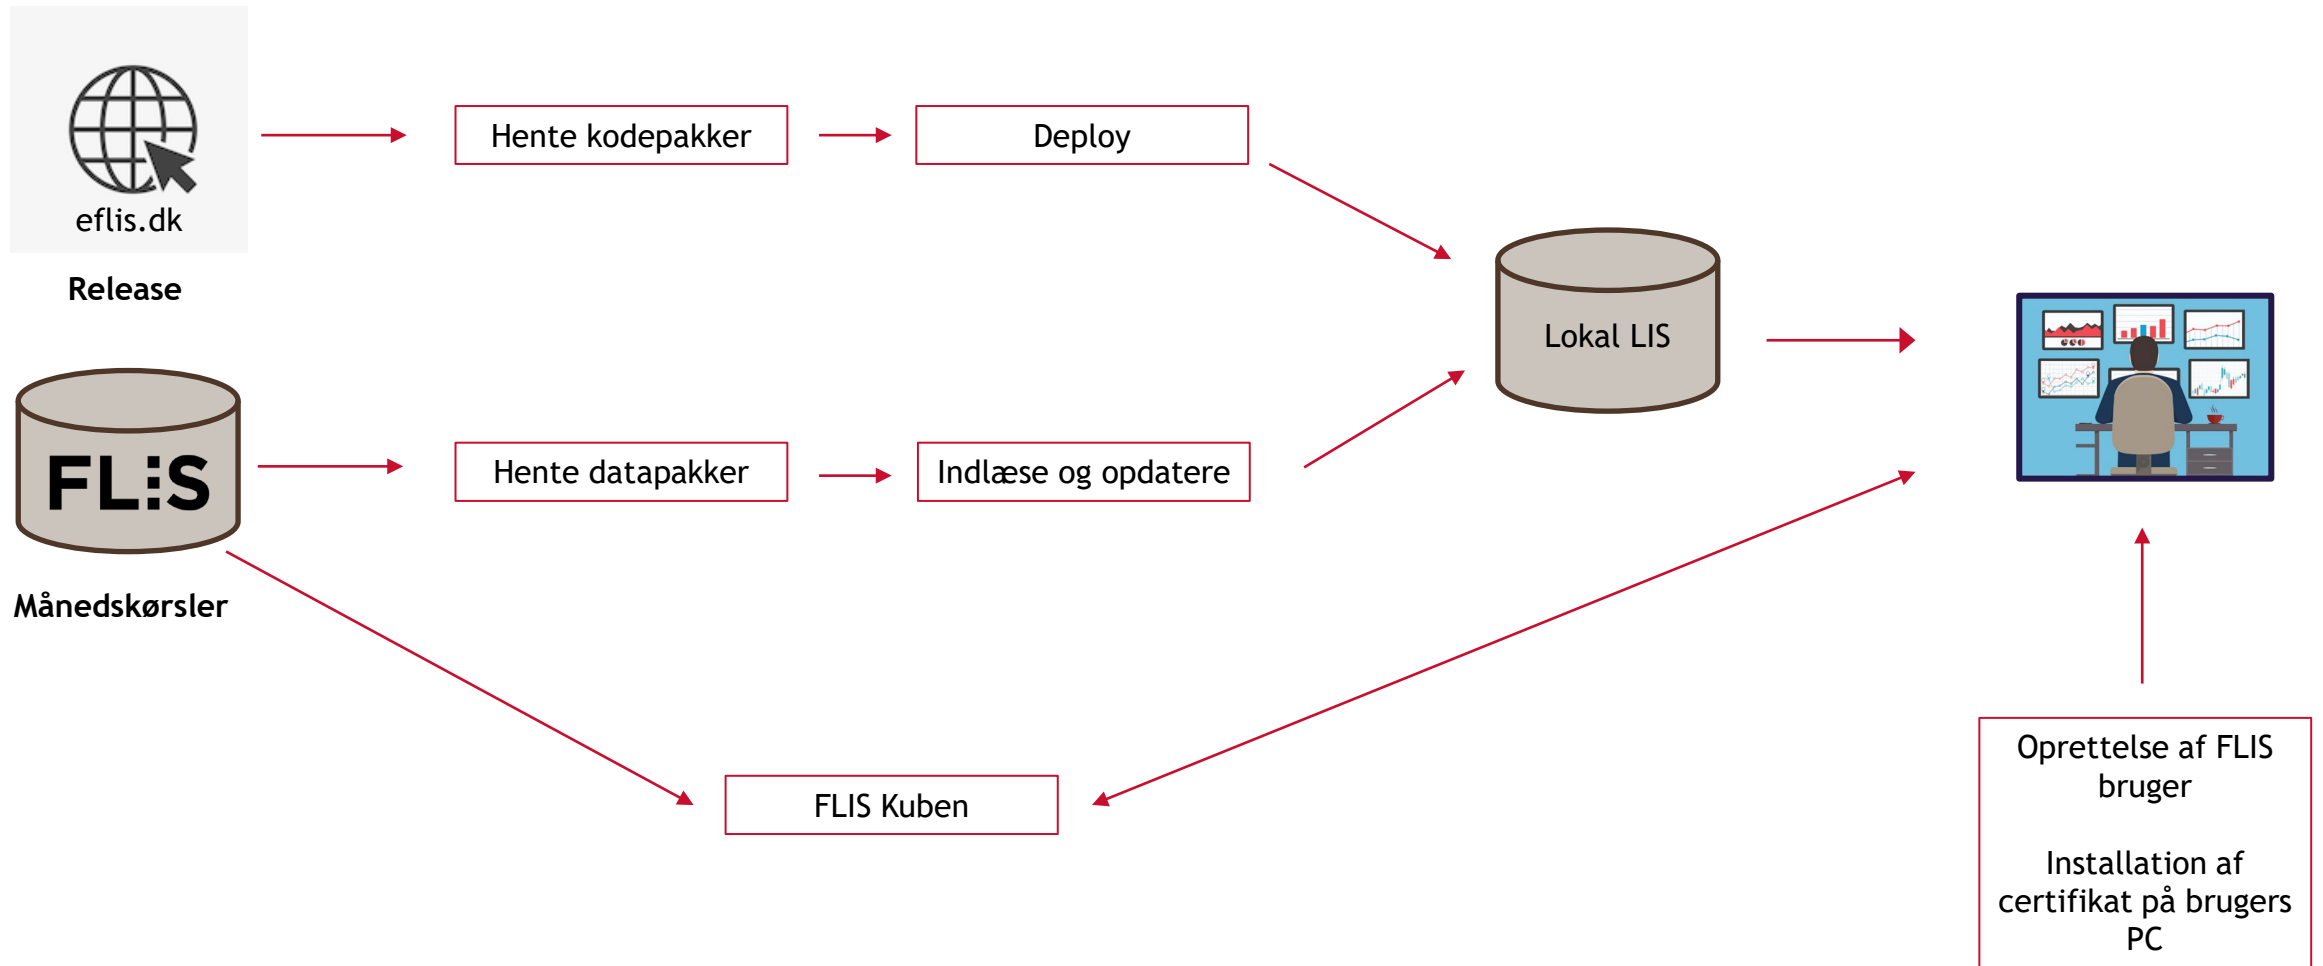 eflis.dk
Release
Hente kodepakker
Deploy
Lokal LIS
FLIS
Månedskørsler
Hente datapakker
Indlæse og opdatere
FLIS Kuben
Oprettelse af FLIS
bruger
Installation af
certifikat på brugers
PC